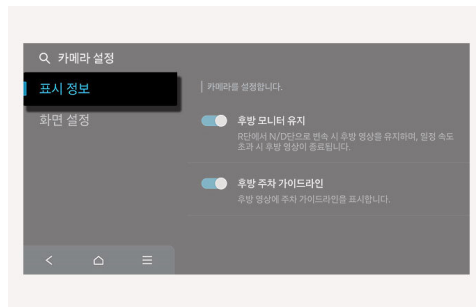 카메라 설정
표시 정보
화면 설정
카메라를 설정합니다.
후방 모니터 유지
R단에서 N/D단으로 변속 시 후방 영상을 유지하며, 일정 속도
초과 시 후방 영상이 종료됩니다.
후방 주차 가이드라인
후방 영상에 주차 가이드라인을 표시합니다.